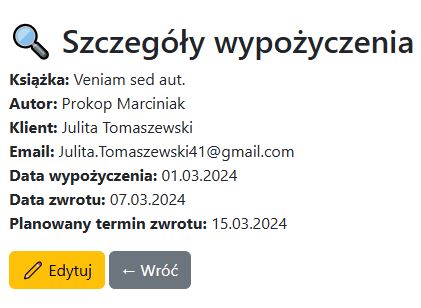 Szczegóły wypożyczenia
Książka: Veniam sed aut.
Autor: Prokop Marciniak
Klient: Julita Tomaszewski
Email: Julita.Tomaszewski41@gmail.com
Data wypożyczenia: 01.03.2024
Data zwrotu: 07.03.2024
Planowany termin zwrotu: 15.03.2024
Edytuj ← Wróć